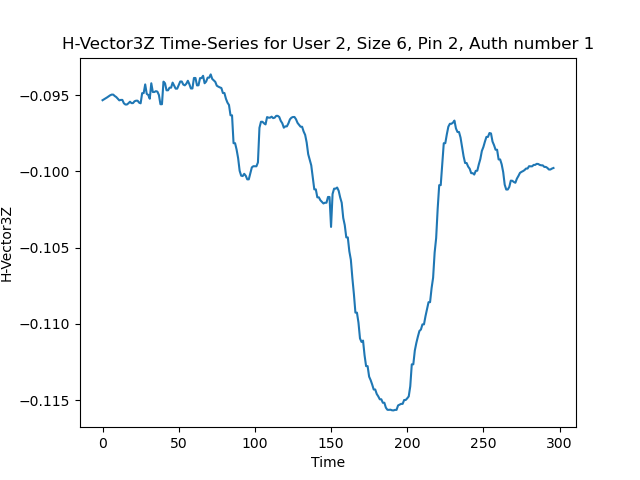 H-Vector3Z Time-Series for User 2, Size 6, Pin 2, Auth number 1
H-Vector3Z
−0.095
−0.100
−0.105
−0.110
−0.115
0 50 100 150 200 250 300
Time